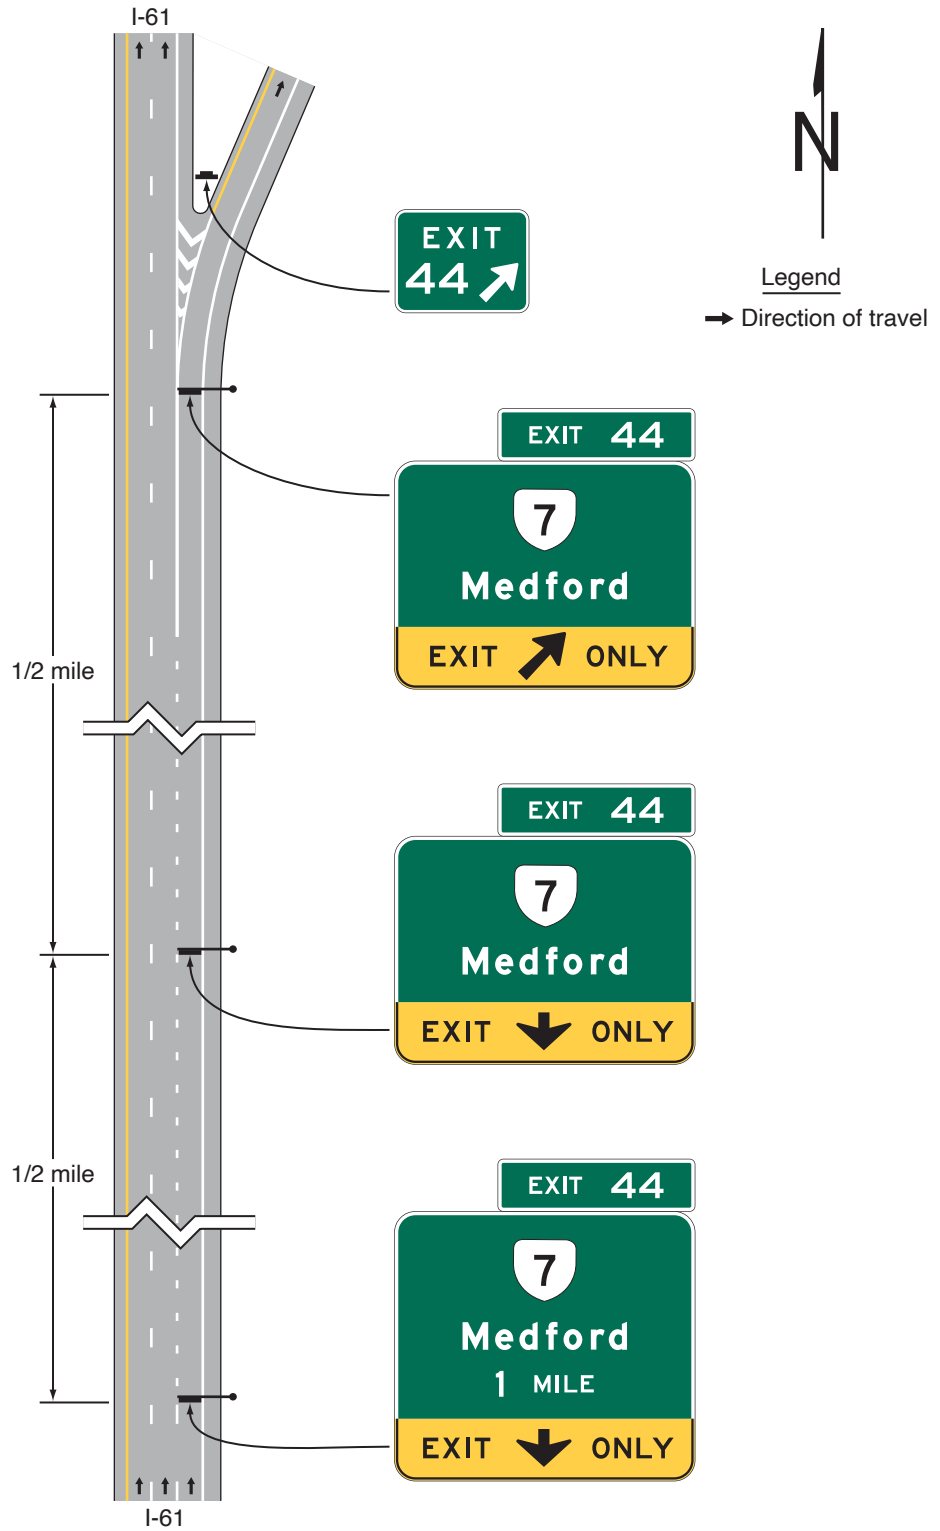 I-61
N
Legend
Direction of travel
EXIT
44
EXIT 44
7
Medford
EXIT ONLY
1/2 mile
EXIT 44
7
Medford
EXIT ONLY
1/2 mile
EXIT 44
7
Medford
1 MILE
EXIT ONLY
I-61